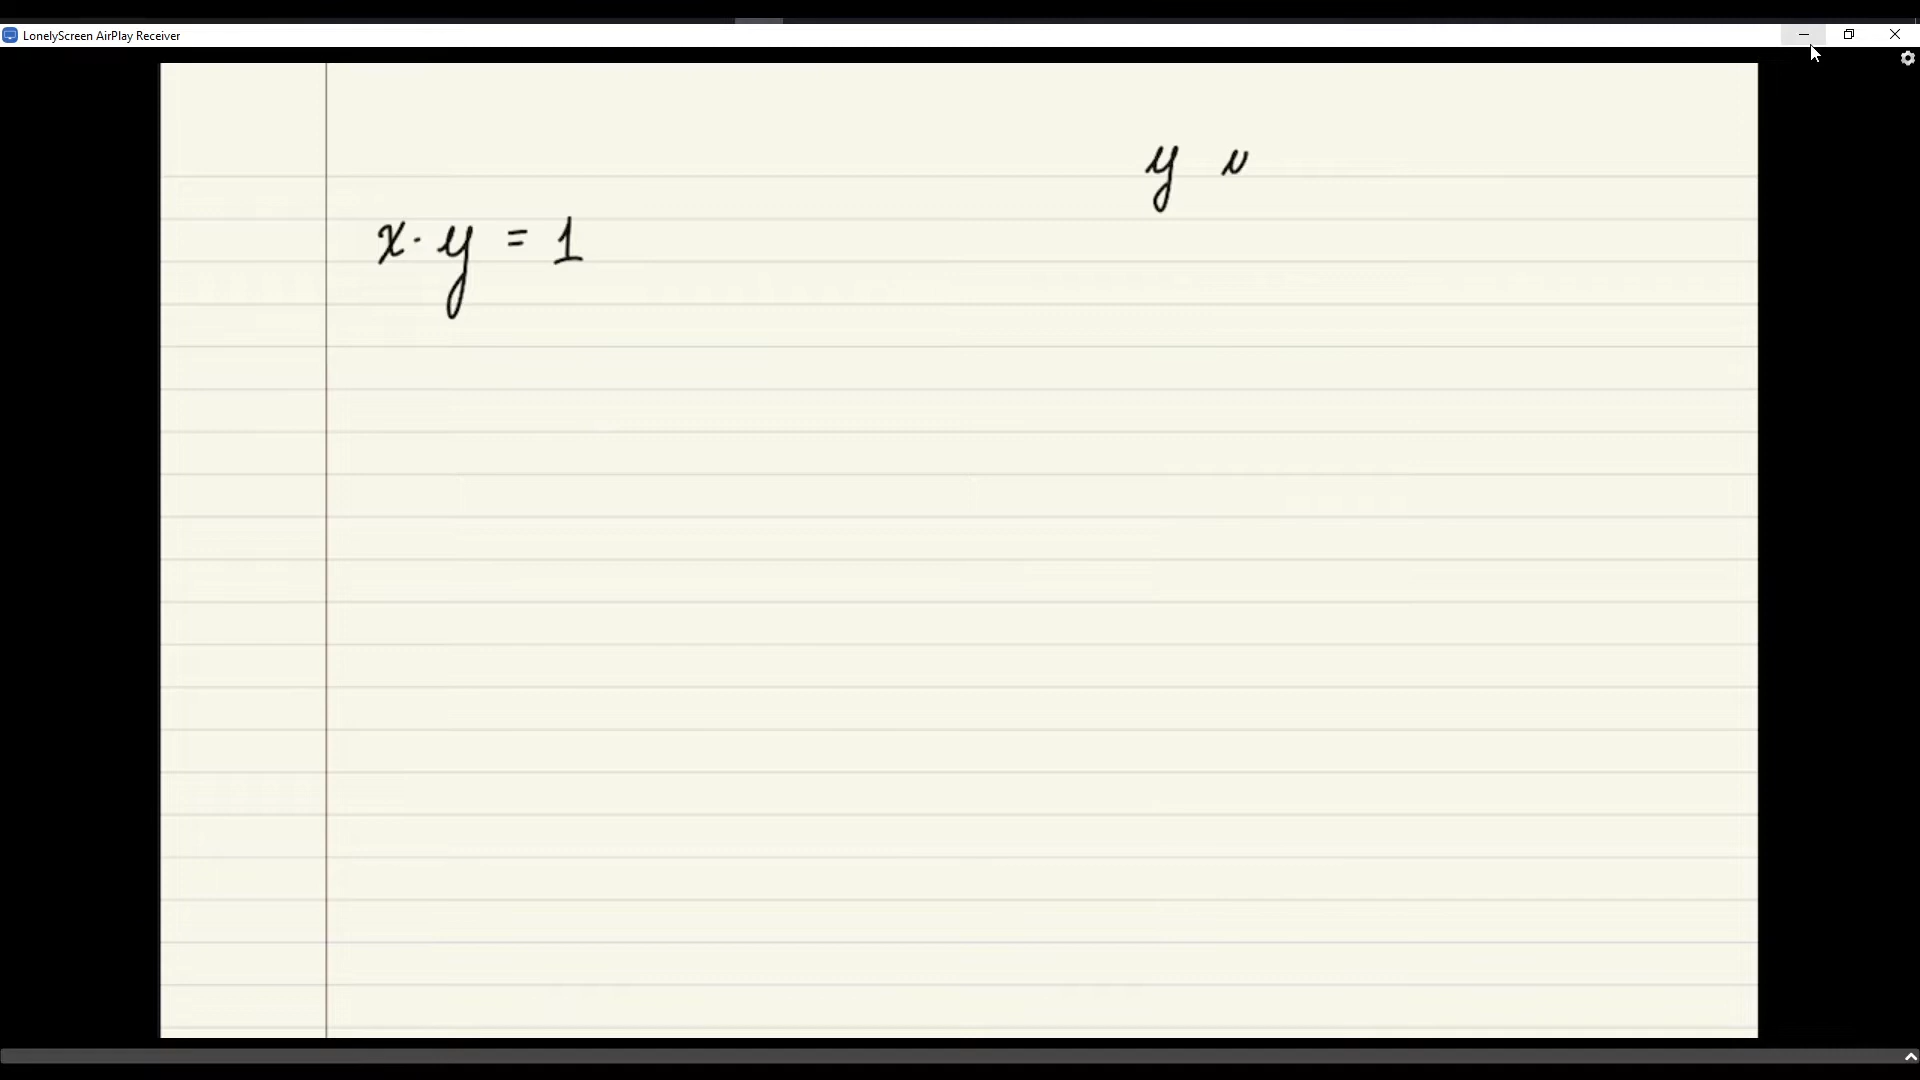 LonelyScreen AirPlay Receiver
y
x · y = 1